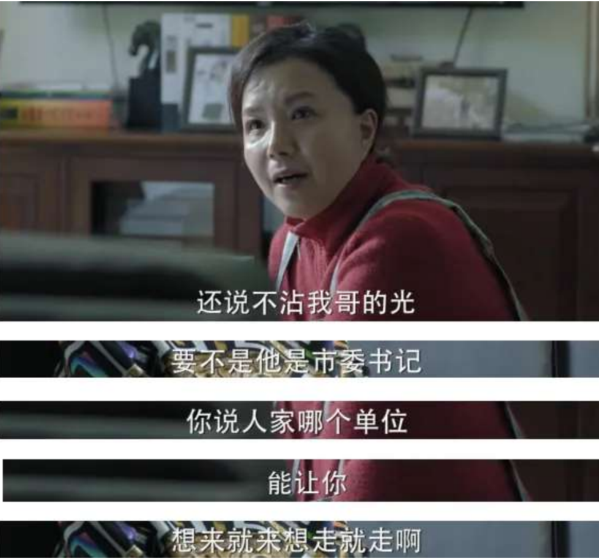 还说不沾我哥的光
要不是他是市委书记
你说人家哪个单位
能让你
想来就来想走就走啊